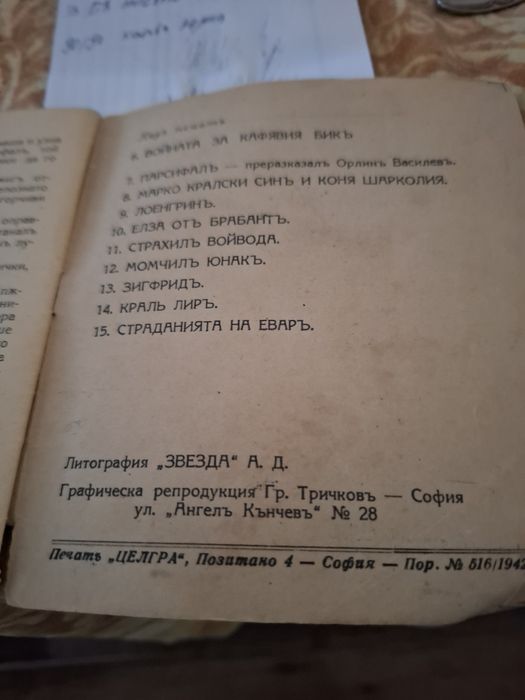 Подъ печатъ
6. ВОЙНАТА ЗА КАФЯВИЯ БИКЪ
7. ПАРСИФАЛЪ — преразказалъ Орлинъ Василевъ.
8. МАРКО КРАЛСКИ СИНЪ И КОНЯ ШАРКОЛИЯ.
9. ЛОЕНГРИНЪ.
10. ЕЛЗА ОТЪ БРАБАНТЪ.
11. СТРАХИЛЪ ВОЙВОДА.
12. МОМЧИЛЪ ЮНАКЪ.
13. ЗИГФРИДЪ.
14. КРАЛЬ ЛИРЪ.
15. СТРАДАНИЯТА НА ЕВАРЪ.
Литография „ЗВЕЗДА“ А. Д.
Графическа репродукция Гр. Тричковъ — София
ул. „Ангелъ Кънчевъ“ № 28
Печатъ „ЦЕЛГРА“, Позитано 4 — София — Пор. № 516/1942